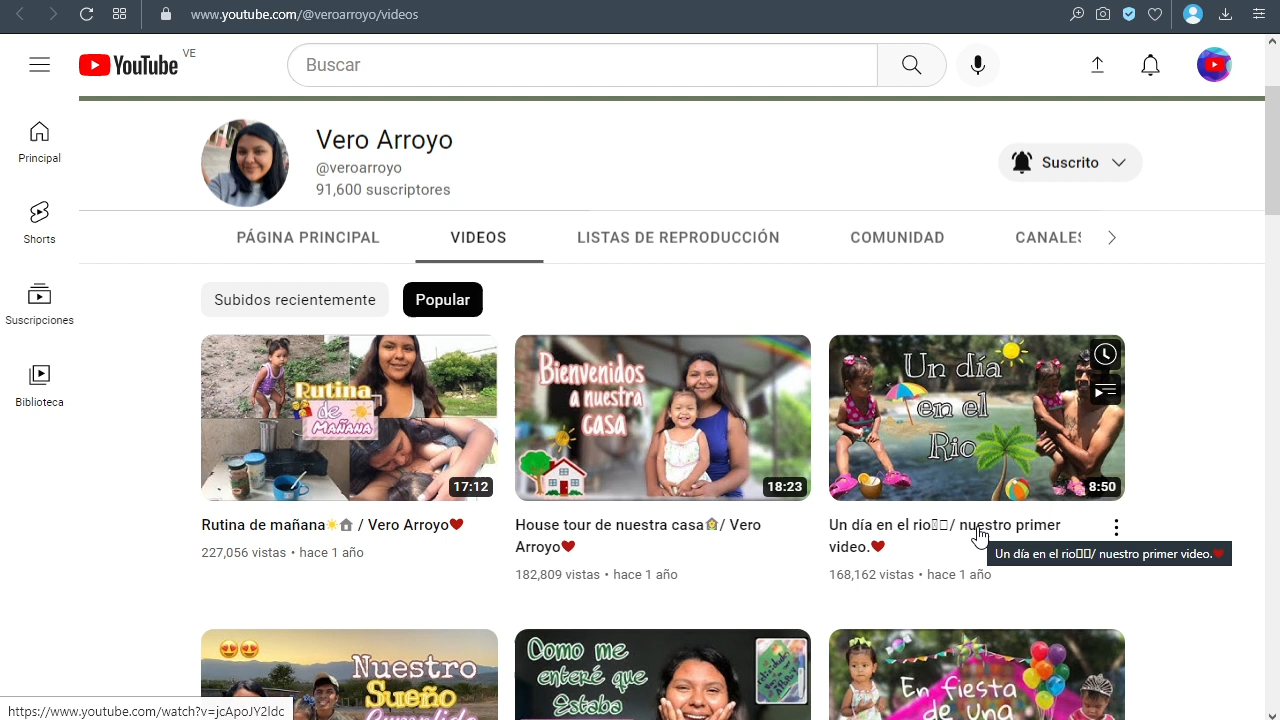 www.youtube.com/@veroarroyo/videos
YouTube VE
Buscar
Principal
Shorts
Suscripciones
Biblioteca
Vero Arroyo
@veroarroyo
91,600 suscriptores
Suscrito
PÁGINA PRINCIPAL VIDEOS LISTAS DE REPRODUCCIÓN COMUNIDAD CANALES
Subidos recientemente Popular
Rutina
de
MAÑANA
17:12
Rutina de mañana☀️🏠 / Vero Arroyo❤️
227,056 vistas • hace 1 año
Bienvenidos
a nuestra
casa
18:23
House tour de nuestra casa🏠/ Vero
Arroyo❤️
182,809 vistas • hace 1 año
Un día
en el
Rio
8:50
Un día en el rio▯▯/ nuestro primer
video.❤️
168,162 vistas • hace 1 año
Un día en el rio▯▯/ nuestro primer video.❤️
Nuestro
Sueño
Cumplido
Como me
enteré que
Estaba
En fiesta
de una
https://www.youtube.com/watch?v=jcApoJY2ldc